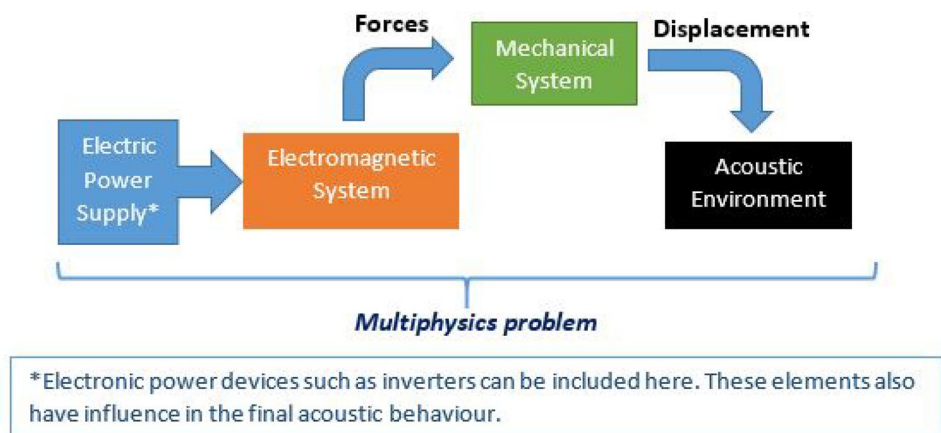 Forces
Mechanical
System
Displacement
Electric
Power
Supply*
Electromagnetic
System
Acoustic
Environment
Multiphysics problem
*Electronic power devices such as inverters can be included here. These elements also
have influence in the final acoustic behaviour.